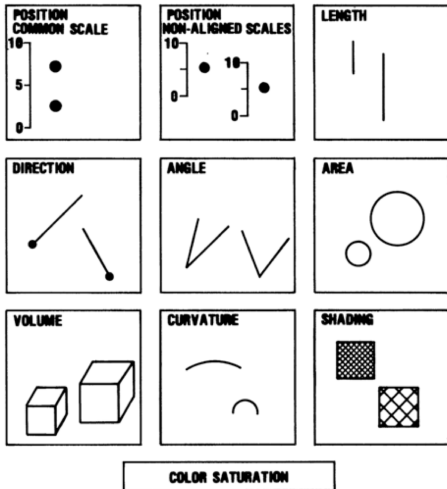 POSITION
COMMON SCALE
10
5
0
POSITION
NON-ALIGNED SCALES
10
0
10
0
LENGTH
DIRECTION
ANGLE
AREA
VOLUME
CURVATURE
SHADING
COLOR SATURATION